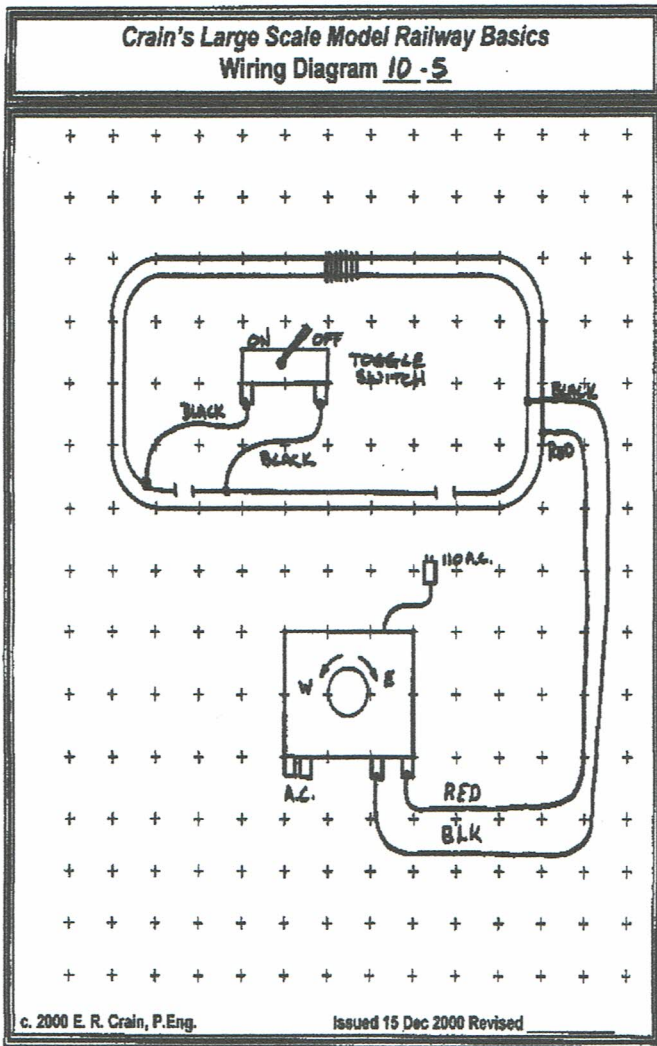 Crain's Large Scale Model Railway Basics
Wiring Diagram 10-5
ON OFF
TOGGLE
SWITCH
BLACK
BLACK
BLACK
RED
110 A.C.
W E
A.C.
RED
BLK
c. 2000 E. R. Crain, P.Eng. Issued 15 Dec 2000 Revised